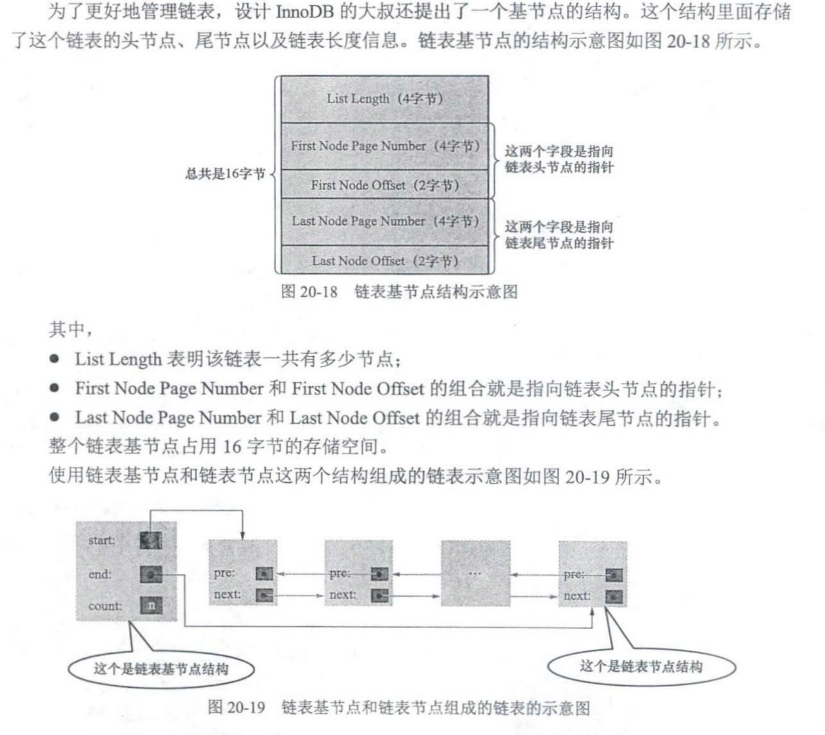 为了更好地管理链表，设计 InnoDB 的大叔还提出了一个基节点的结构。这个结构里面存储
了这个链表的头节点、尾节点以及链表长度信息。链表基节点的结构示意图如图 20-18 所示。
List Length（4字节）
First Node Page Number（4字节）
First Node Offset（2字节）
Last Node Page Number（4字节）
Last Node Offset（2字节）
总共是16字节
这两个字段是指向
链表头节点的指针
这两个字段是指向
链表尾节点的指针
图 20-18 链表基节点结构示意图
其中，
● List Length 表明该链表一共有多少节点；
● First Node Page Number 和 First Node Offset 的组合就是指向链表头节点的指针；
● Last Node Page Number 和 Last Node Offset 的组合就是指向链表尾节点的指针。
整个链表基节点占用 16 字节的存储空间。
使用链表基节点和链表节点这两个结构组成的链表示意图如图 20-19 所示。
start:
end:
count: n
pre:
next:
pre:
next:
…
pre:
next:
这个是链表基节点结构
这个是链表节点结构
图 20-19 链表基节点和链表节点组成的链表的示意图